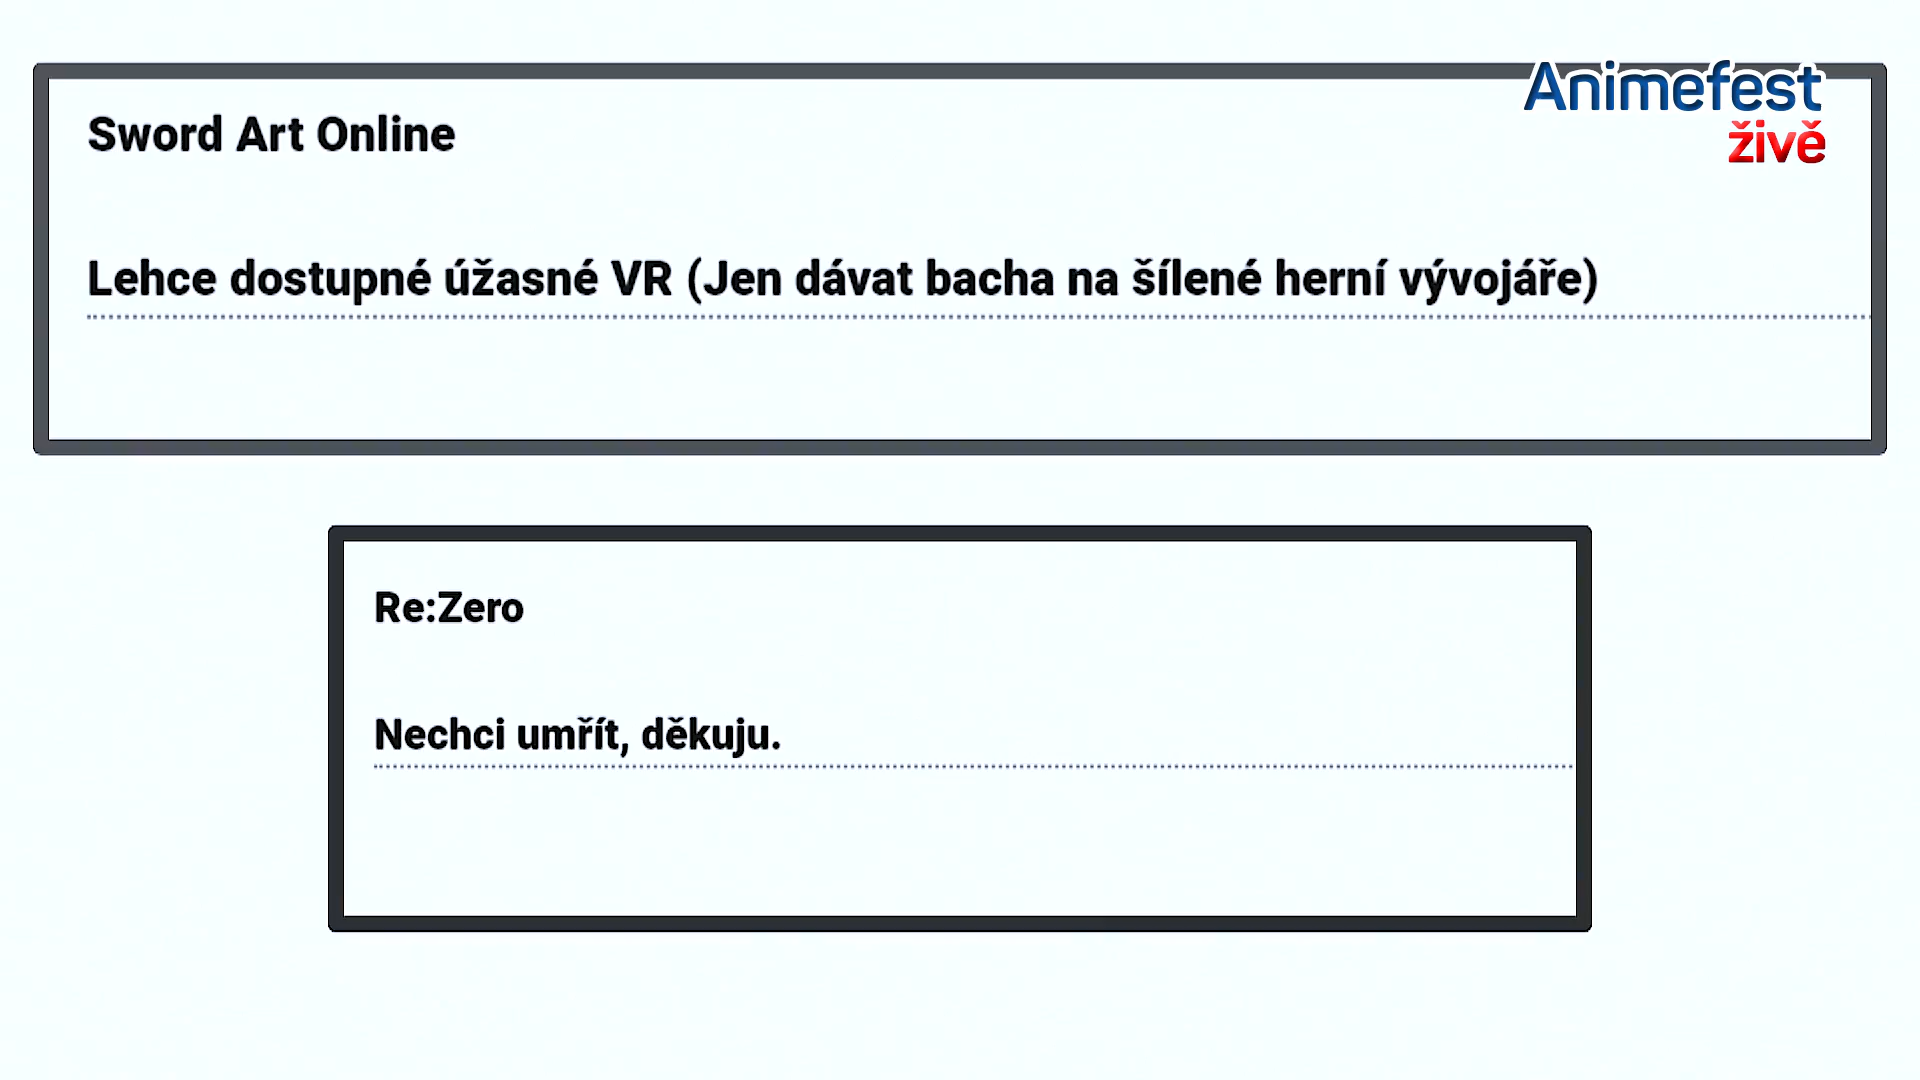 Animefest
živě
Sword Art Online
Lehce dostupné úžasné VR (Jen dávat bacha na šílené herní vývojáře)
Re:Zero
Nechci umřít, děkuju.